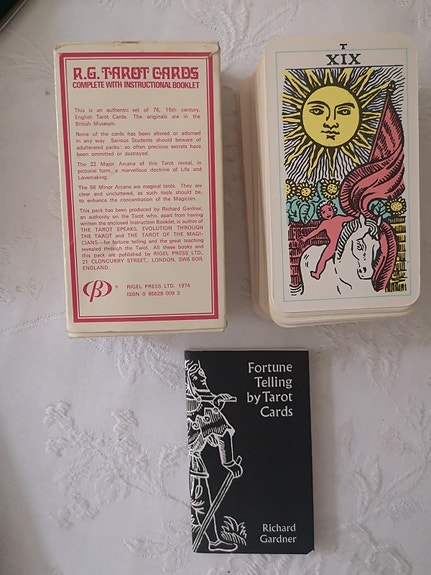 R.G. TAROT CARDS
COMPLETE WITH INSTRUCTIONAL BOOKLET
This is an authentic set of 78, 15th century,
English Tarot Cards. The originals are in the
British Museum.
None of the cards has been altered or adorned
in any way. Serious Students should beware of
adulterated packs: so often precious secrets have
been ommitted or destroyed.
The 22 Major Arcana of this Tarot reveal, in
pictorial form, a marvellous doctrine of Life and
Lovemaking.
The 56 Minor Arcana are magical tools. They are
clear and uncluttered, as such tools should be,
to enhance the concentration of the Magician.
This pack has been produced by Richard Gardner,
an authority on the Tarot who, apart from having
written the enclosed Instruction Booklet, is author of
THE TAROT SPEAKS, EVOLUTION THROUGH
THE TAROT and THE TAROT OF THE MAGI-
CIANS—for fortune telling and the great teaching
revealed through the Tarot. All these books and
this pack are published by RIGEL PRESS LTD.,
21 CLONCURRY STREET, LONDON, SW6 6DR,
ENGLAND.
RIGEL PRESS LTD. 1974
ISBN 0 85628 009 3
T
XIX
Fortune
Telling
by Tarot
Cards
Richard
Gardner